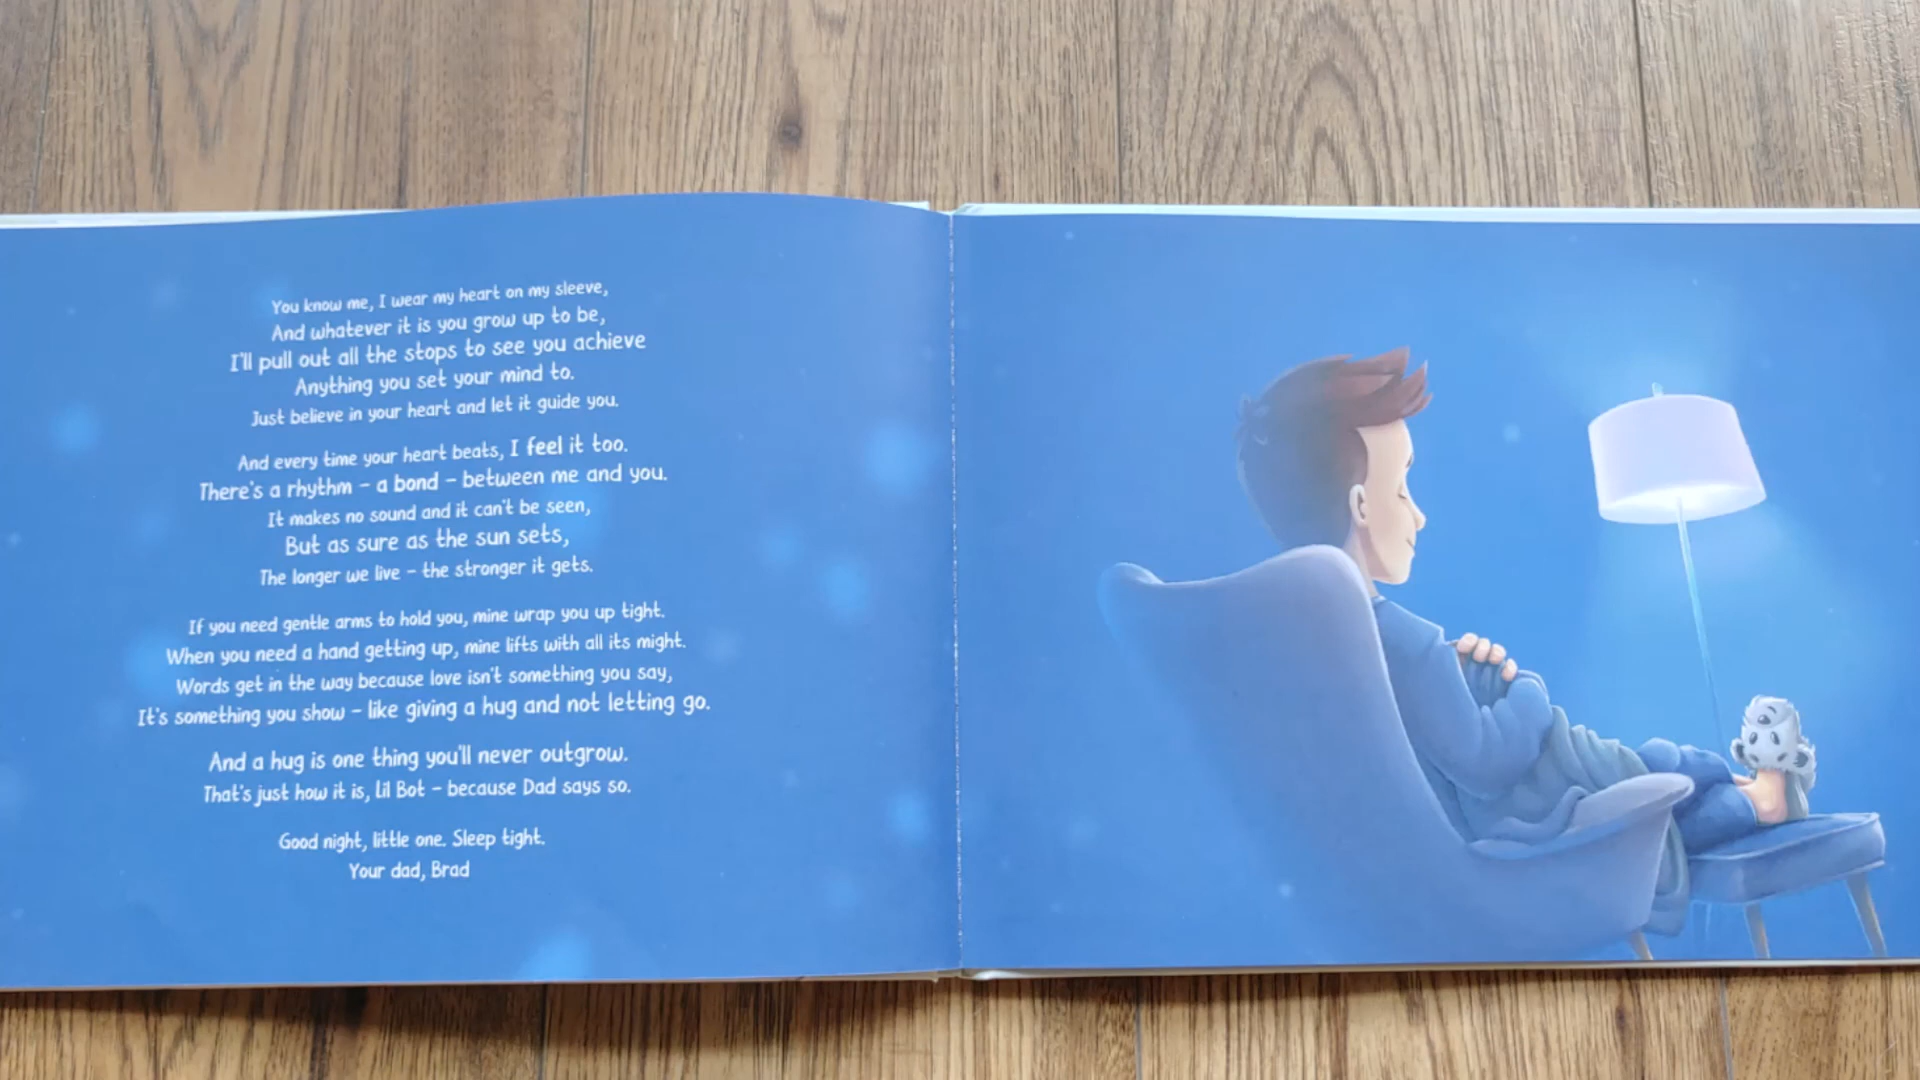 You know me, I wear my heart on my sleeve,
And whatever it is you grow up to be,
I'll pull out all the stops to see you achieve
Anything you set your mind to.
Just believe in your heart and let it guide you.
And every time your heart beats, I feel it too.
There's a rhythm – a bond – between me and you.
It makes no sound and it can't be seen,
But as sure as the sun sets,
The longer we live – the stronger it gets.
If you need gentle arms to hold you, mine wrap you up tight.
When you need a hand getting up, mine lifts with all its might.
Words get in the way because love isn't something you say,
It's something you show – like giving a hug and not letting go.
And a hug is one thing you'll never outgrow.
That's just how it is, Lil Bot – because Dad says so.
Good night, little one. Sleep tight.
Your dad, Brad